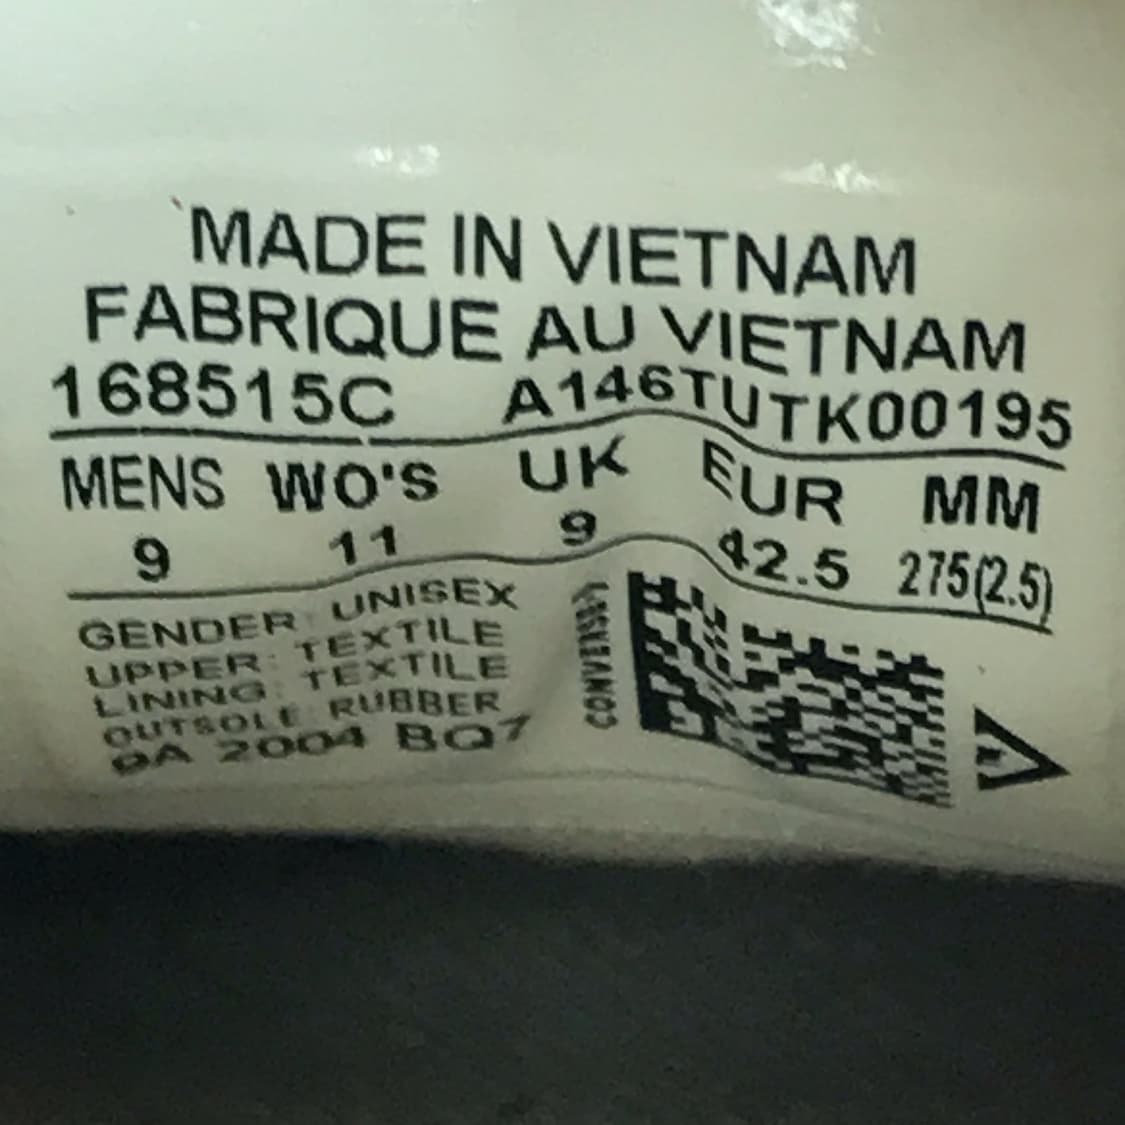 MADE IN VIETNAM
FABRIQUE AU VIETNAM
168515C A146TUTK00195
MENS WO'S UK EUR MM
9 11 9 42.5 275(2.5)
GENDER: UNISEX
UPPER: TEXTILE
LINING: TEXTILE
OUTSOLE: RUBBER
9A 2004 BQ7
CONVERSE